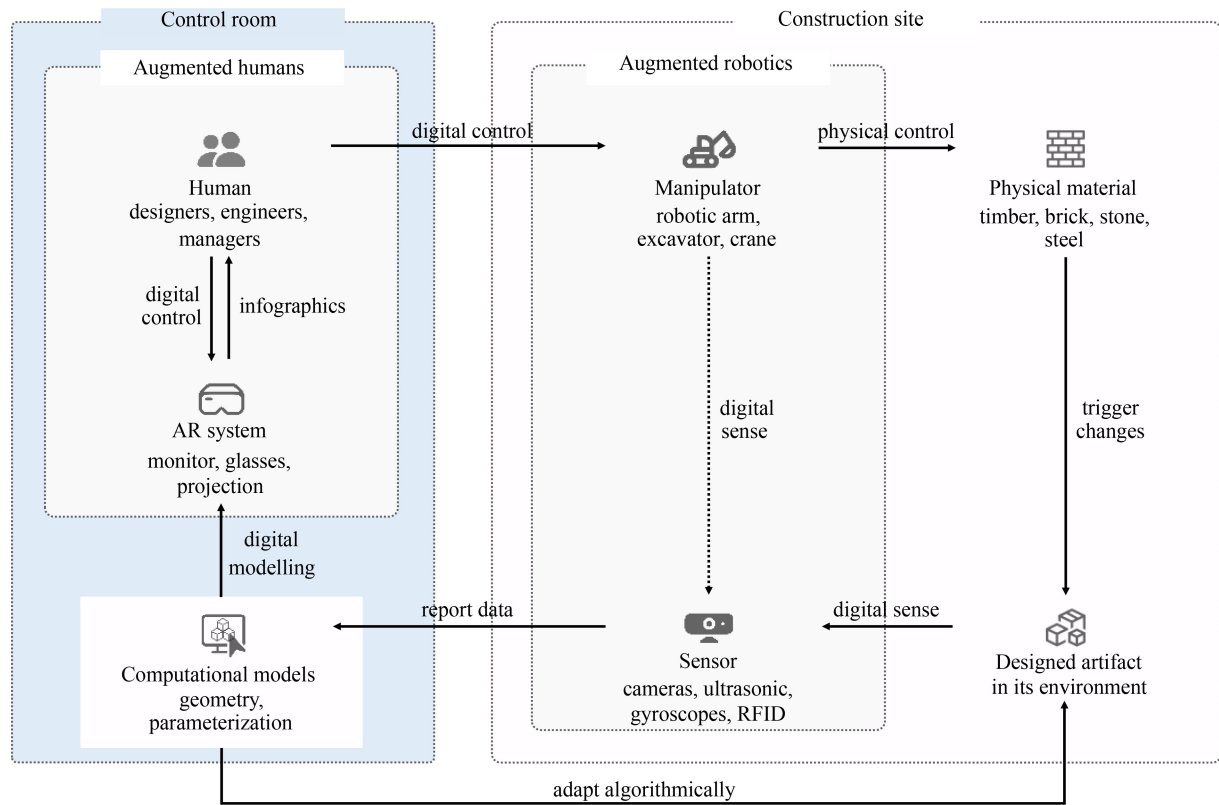 Control room
Construction site
Augmented humans
Augmented robotics
digital control
physical control
Human
designers, engineers,
managers
Manipulator
robotic arm,
excavator, crane
Physical material
timber, brick, stone,
steel
digital
control
infographics
AR system
monitor, glasses,
projection
digital
sense
trigger
changes
digital
modelling
report data
digital sense
Computational models
geometry,
parameterization
Sensor
cameras, ultrasonic,
gyroscopes, RFID
Designed artifact
in its environment
adapt algorithmically